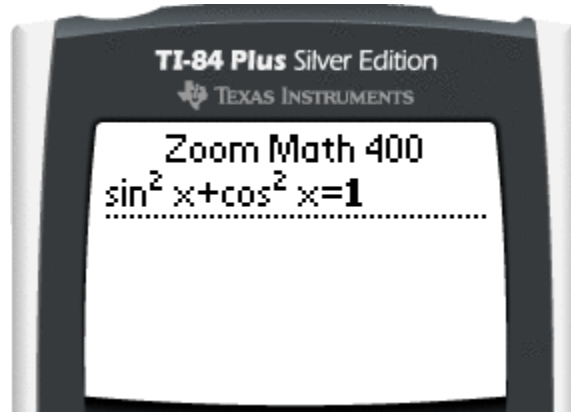 TI-84 Plus Silver Edition
TEXAS INSTRUMENTS
Zoom Math 400
sin² x+cos² x=1